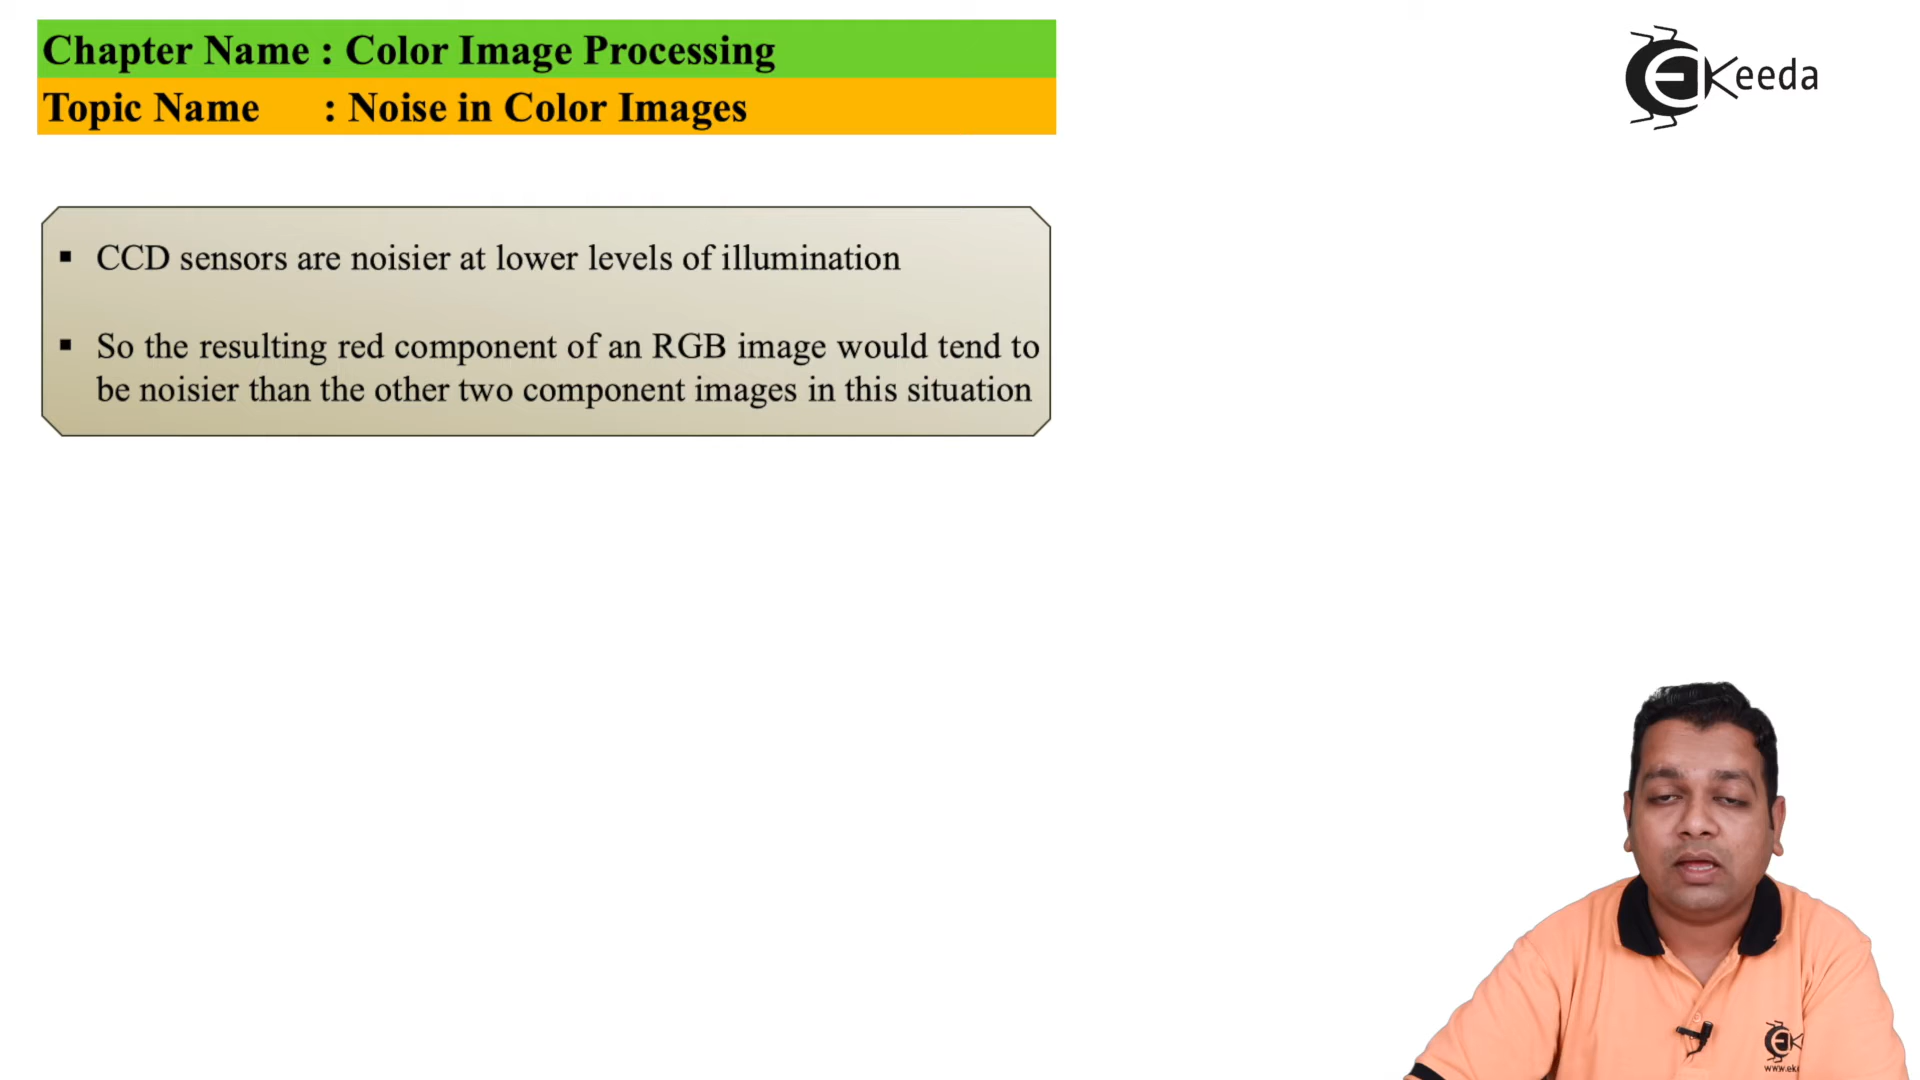 Chapter Name : Color Image Processing
Topic Name : Noise in Color Images
eKeeda
▪ CCD sensors are noisier at lower levels of illumination
▪ So the resulting red component of an RGB image would tend to
be noisier than the other two component images in this situation